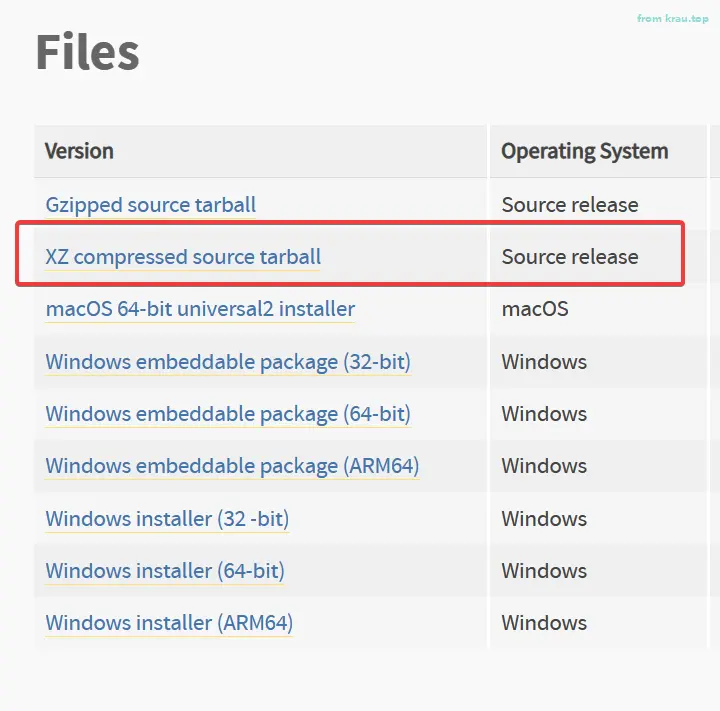 from krau.top
Files
Version Operating System
Gzipped source tarball Source release
XZ compressed source tarball Source release
macOS 64-bit universal2 installer macOS
Windows embeddable package (32-bit) Windows
Windows embeddable package (64-bit) Windows
Windows embeddable package (ARM64) Windows
Windows installer (32 -bit) Windows
Windows installer (64-bit) Windows
Windows installer (ARM64) Windows